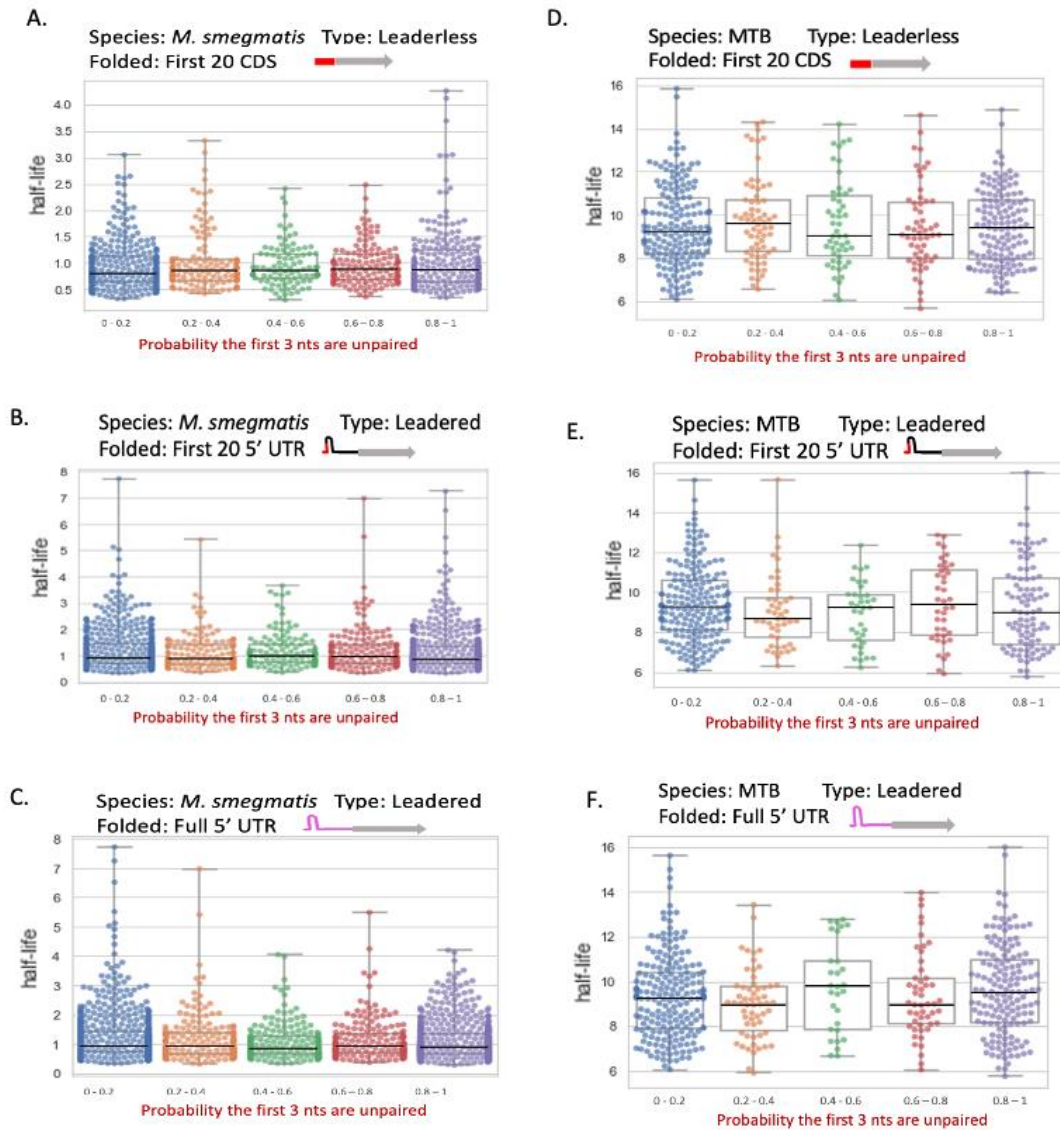 A.
Species: M. smegmatis Type: Leaderless
Folded: First 20 CDS
half-life
4.0
3.5
3.0
2.5
2.0
1.5
1.0
0.5
0 - 0.2 0.2 - 0.4 0.4 - 0.6 0.6 – 0.8 0.8 – 1
Probability the first 3 nts are unpaired
B.
Species: M. smegmatis Type: Leadered
Folded: First 20 5′ UTR
half-life
8
7
6
5
4
3
2
1
0
0 - 0.2 0.2 - 0.4 0.4 - 0.6 0.6 – 0.8 0.8 – 1
Probability the first 3 nts are unpaired
C.
Species: M. smegmatis Type: Leadered
Folded: Full 5′ UTR
half-life
8
7
6
5
4
3
2
1
0
0 - 0.2 0.2 - 0.4 0.4 - 0.6 0.6 – 0.8 0.8 – 1
Probability the first 3 nts are unpaired
D.
Species: MTB Type: Leaderless
Folded: First 20 CDS
half-life
16
14
12
10
8
6
0 - 0.2 0.2 - 0.4 0.4 - 0.6 0.6 – 0.8 0.8 – 1
Probability the first 3 nts are unpaired
E.
Species: MTB Type: Leadered
Folded: First 20 5′ UTR
half-life
16
14
12
10
8
6
0 - 0.2 0.2 - 0.4 0.4 - 0.6 0.6 – 0.8 0.8 – 1
Probability the first 3 nts are unpaired
F.
Species: MTB Type: Leadered
Folded: Full 5′ UTR
half-life
16
14
12
10
8
6
0 - 0.2 0.2 - 0.4 0.4 - 0.6 0.6 – 0.8 0.8 – 1
Probability the first 3 nts are unpaired